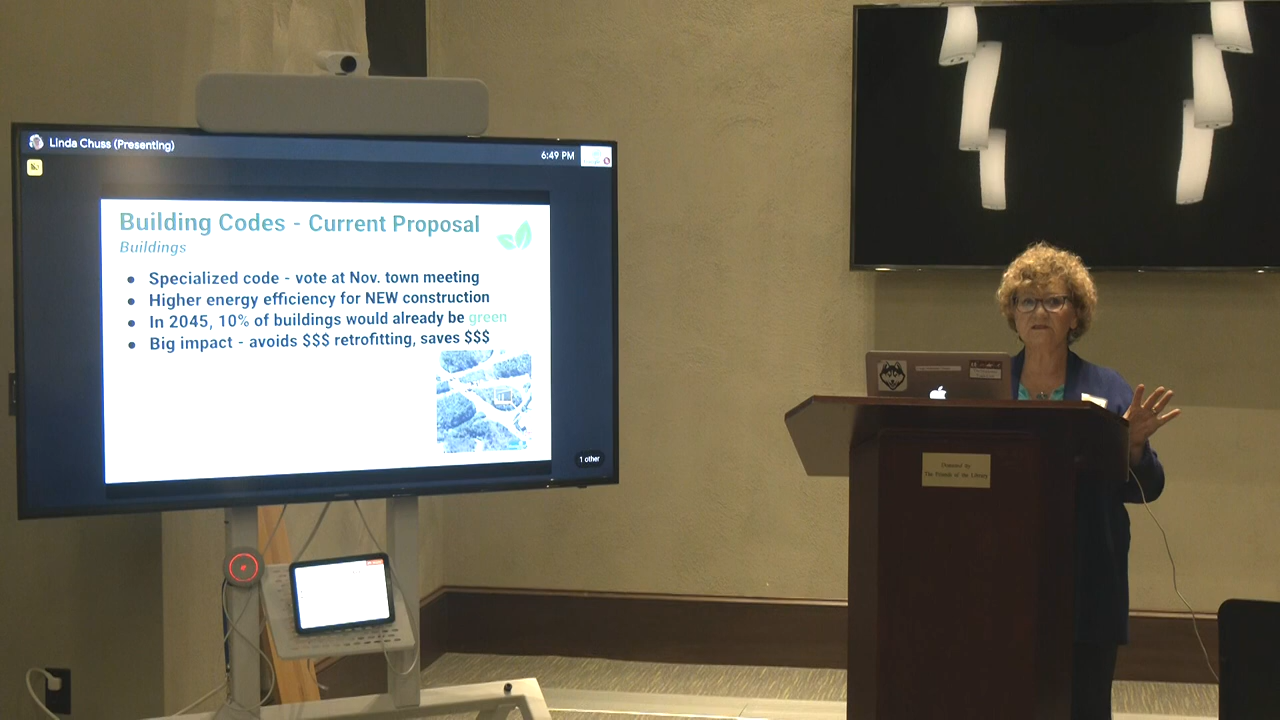 Linda Chuss (Presenting)
6:49 PM
Building Codes - Current Proposal
Buildings
• Specialized code - vote at Nov. town meeting
• Higher energy efficiency for NEW construction
• In 2045, 10% of buildings would already be green
• Big impact - avoids $$$ retrofitting, saves $$$
1 other
Donated By
The Friends of the Library